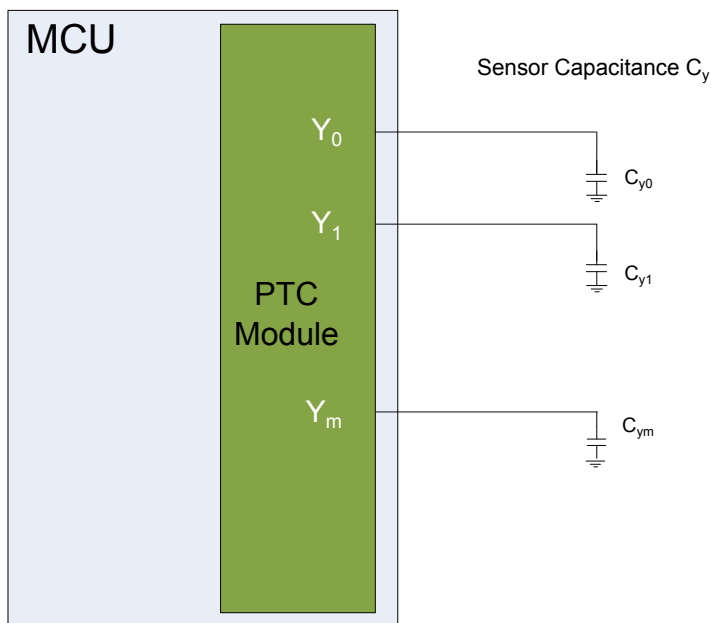 MCU
Sensor Capacitance Cy
Y0
Cy0
Y1
Cy1
PTC
Module
Ym
Cym